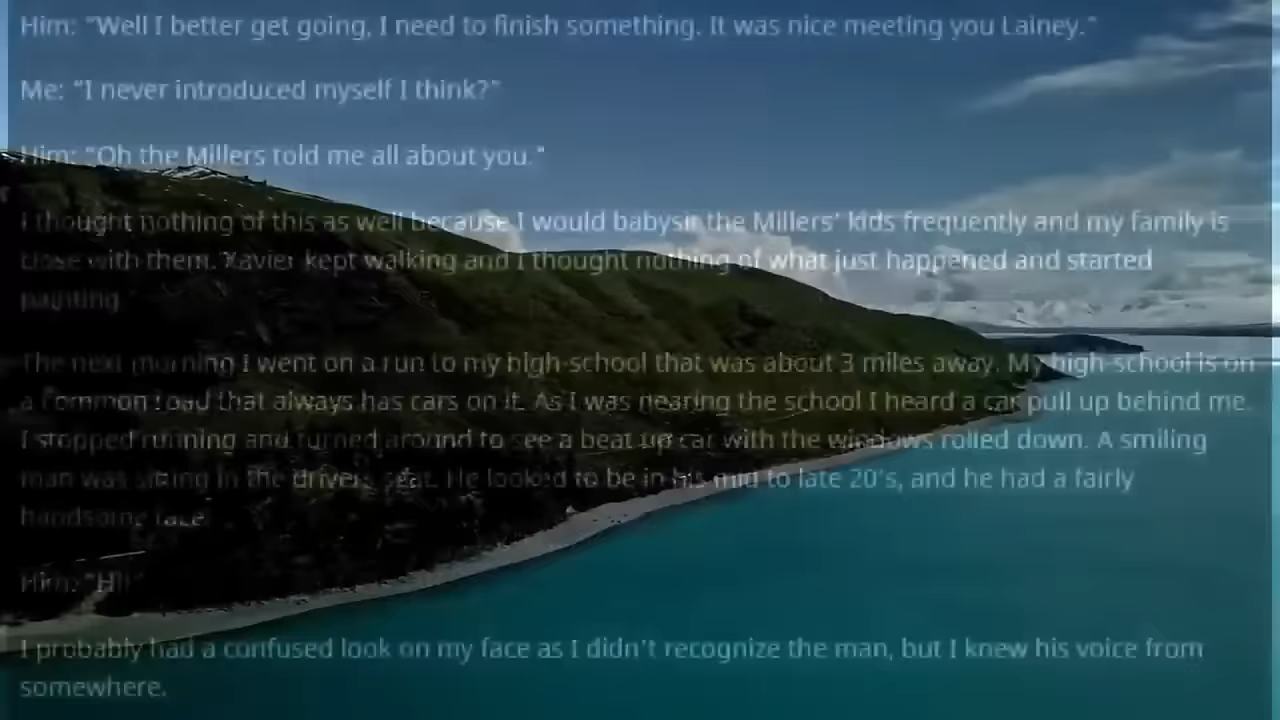 Him: "Well I better get going, I need to finish something. It was nice meeting you Lainey."
Me: "I never introduced myself I think?"
Him: "Oh the Millers told me all about you."
I thought nothing of this as well because I would babysit the Millers' kids frequently and my family is
close with them. Xavier kept walking and I thought nothing of what just happened and started
painting.
The next morning I went on a run to my high-school that was about 3 miles away. My high-school is on
a common road that always has cars on it. As I was nearing the school I heard a car pull up behind me.
I stopped running and turned around to see a beat up car with the windows rolled down. A smiling
man was sitting in the drivers seat. He looked to be in his mid to late 20's, and he had a fairly
handsome face.
Him: "Hi!"
I probably had a confused look on my face as I didn't recognize the man, but I knew his voice from
somewhere.